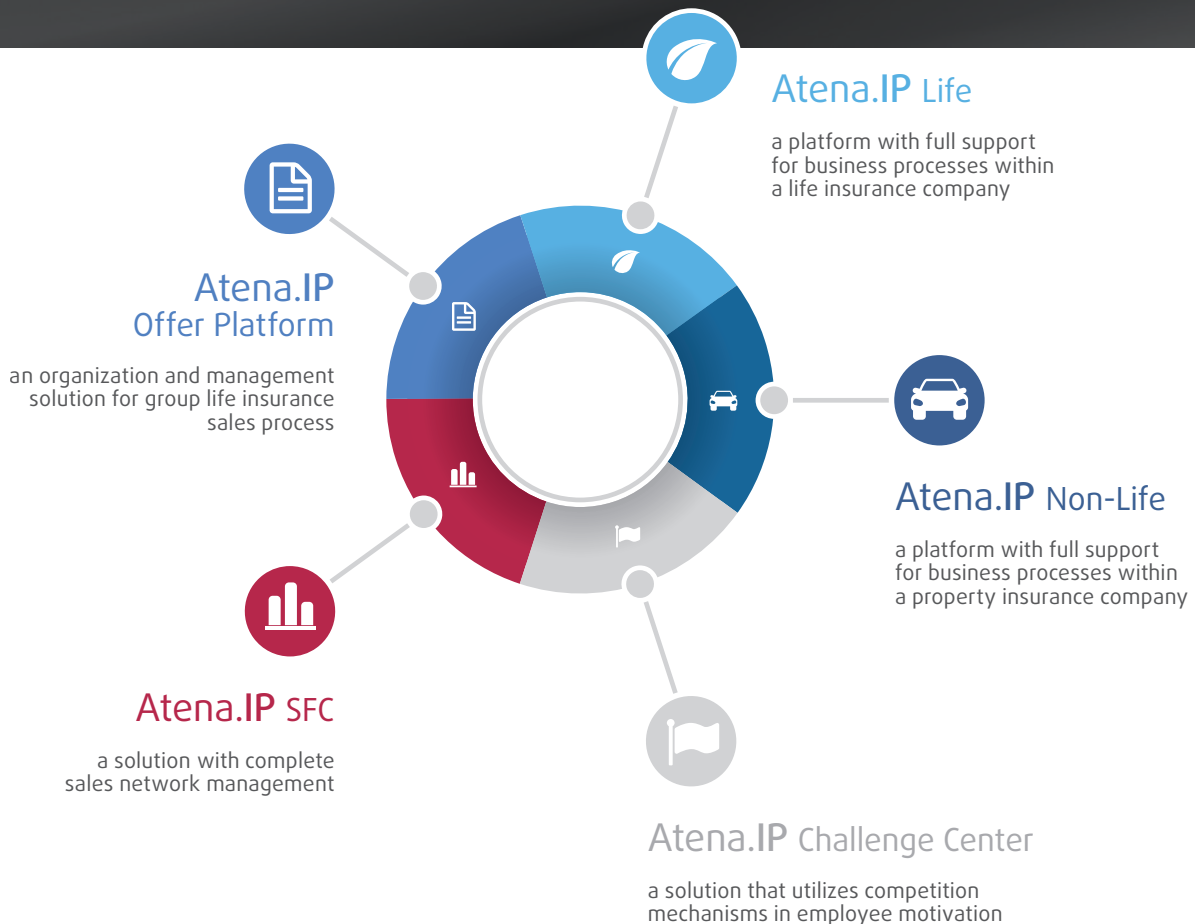 Atena.IP Life
a platform with full support
for business processes within
a life insurance company
Atena.IP
Offer Platform
an organization and management
solution for group life insurance
sales process
Atena.IP Non-Life
a platform with full support
for business processes within
a property insurance company
Atena.IP SFC
a solution with complete
sales network management
Atena.IP Challenge Center
a solution that utilizes competition
mechanisms in employee motivation